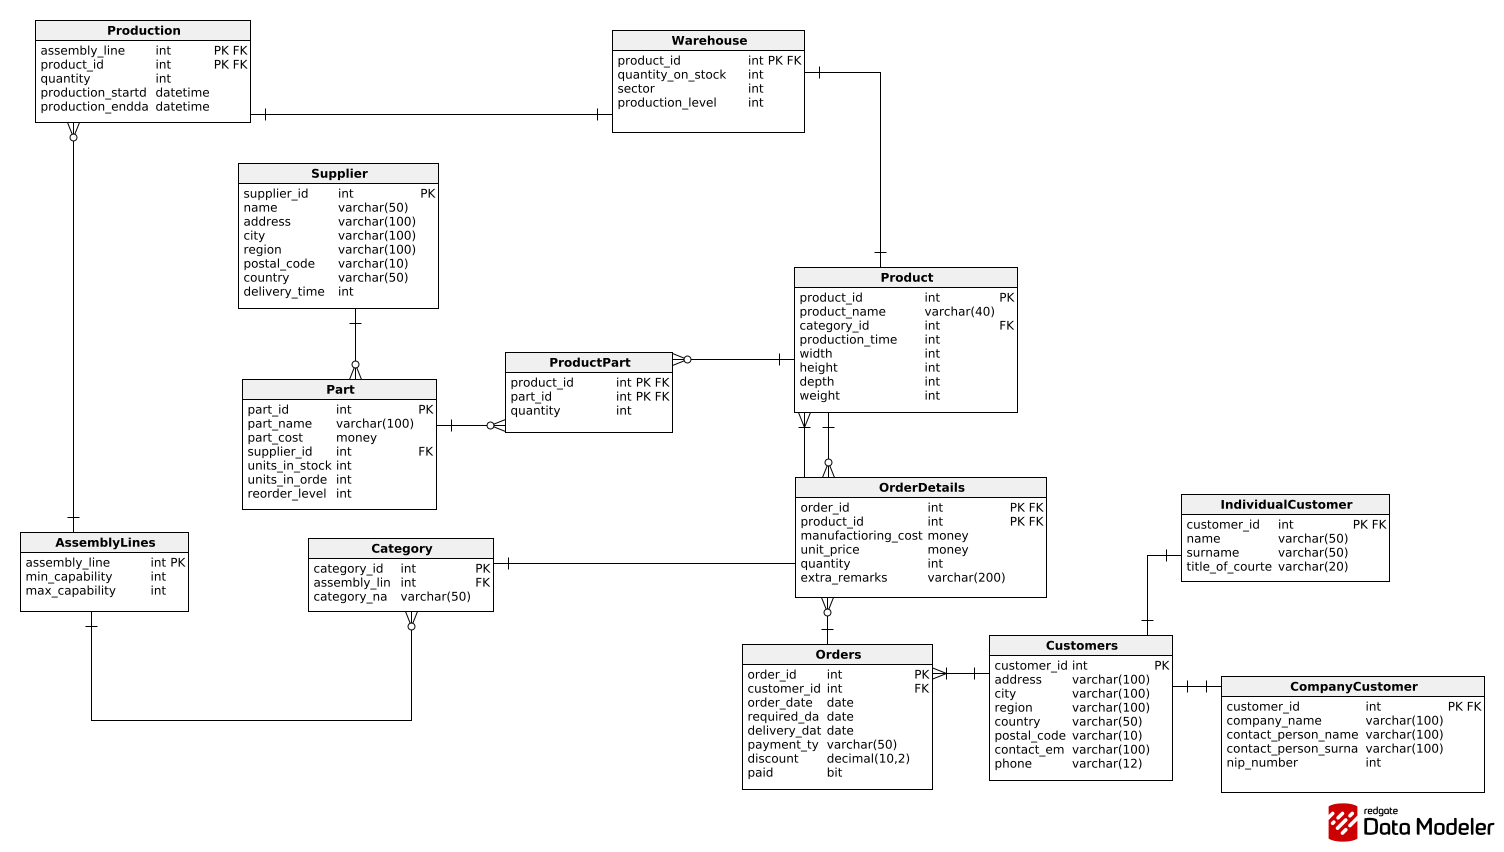 Production
assembly_line int PK FK
product_id int PK FK
quantity int
production_startd datetime
production_endda datetime
Warehouse
product_id int PK FK
quantity_on_stock int
sector int
production_level int
Supplier
supplier_id int PK
name varchar(50)
address varchar(100)
city varchar(100)
region varchar(100)
postal_code varchar(10)
country varchar(50)
delivery_time int
Product
product_id int PK
product_name varchar(40)
category_id int FK
production_time int
width int
height int
depth int
weight int
ProductPart
product_id int PK FK
part_id int PK FK
quantity int
Part
part_id int PK
part_name varchar(100)
part_cost money
supplier_id int FK
units_in_stock int
units_in_orde int
reorder_level int
OrderDetails
order_id int PK FK
product_id int PK FK
manufactioring_cost money
unit_price money
quantity int
extra_remarks varchar(200)
IndividualCustomer
customer_id int PK FK
name varchar(50)
surname varchar(50)
title_of_courte varchar(20)
AssemblyLines
assembly_line int PK
min_capability int
max_capability int
Category
category_id int PK
assembly_lin int FK
category_na varchar(50)
Orders
order_id int PK
customer_id int FK
order_date date
required_da date
delivery_dat date
payment_ty varchar(50)
discount decimal(10,2)
paid bit
Customers
customer_id int PK
address varchar(100)
city varchar(100)
region varchar(100)
country varchar(50)
postal_code varchar(10)
contact_em varchar(100)
phone varchar(12)
CompanyCustomer
customer_id int PK FK
company_name varchar(100)
contact_person_name varchar(100)
contact_person_surna varchar(100)
nip_number int
redgate
Data Modeler